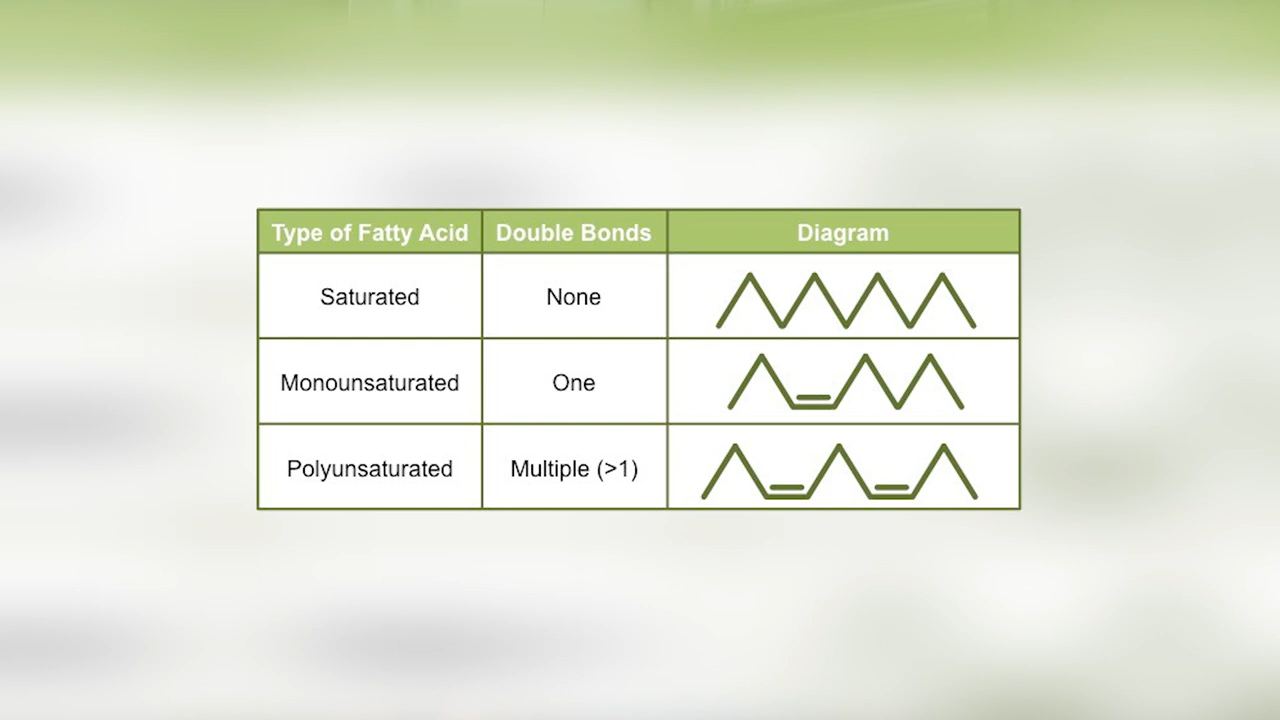 Type of Fatty Acid Double Bonds Diagram
Saturated None
Monounsaturated One
Polyunsaturated Multiple (>1)